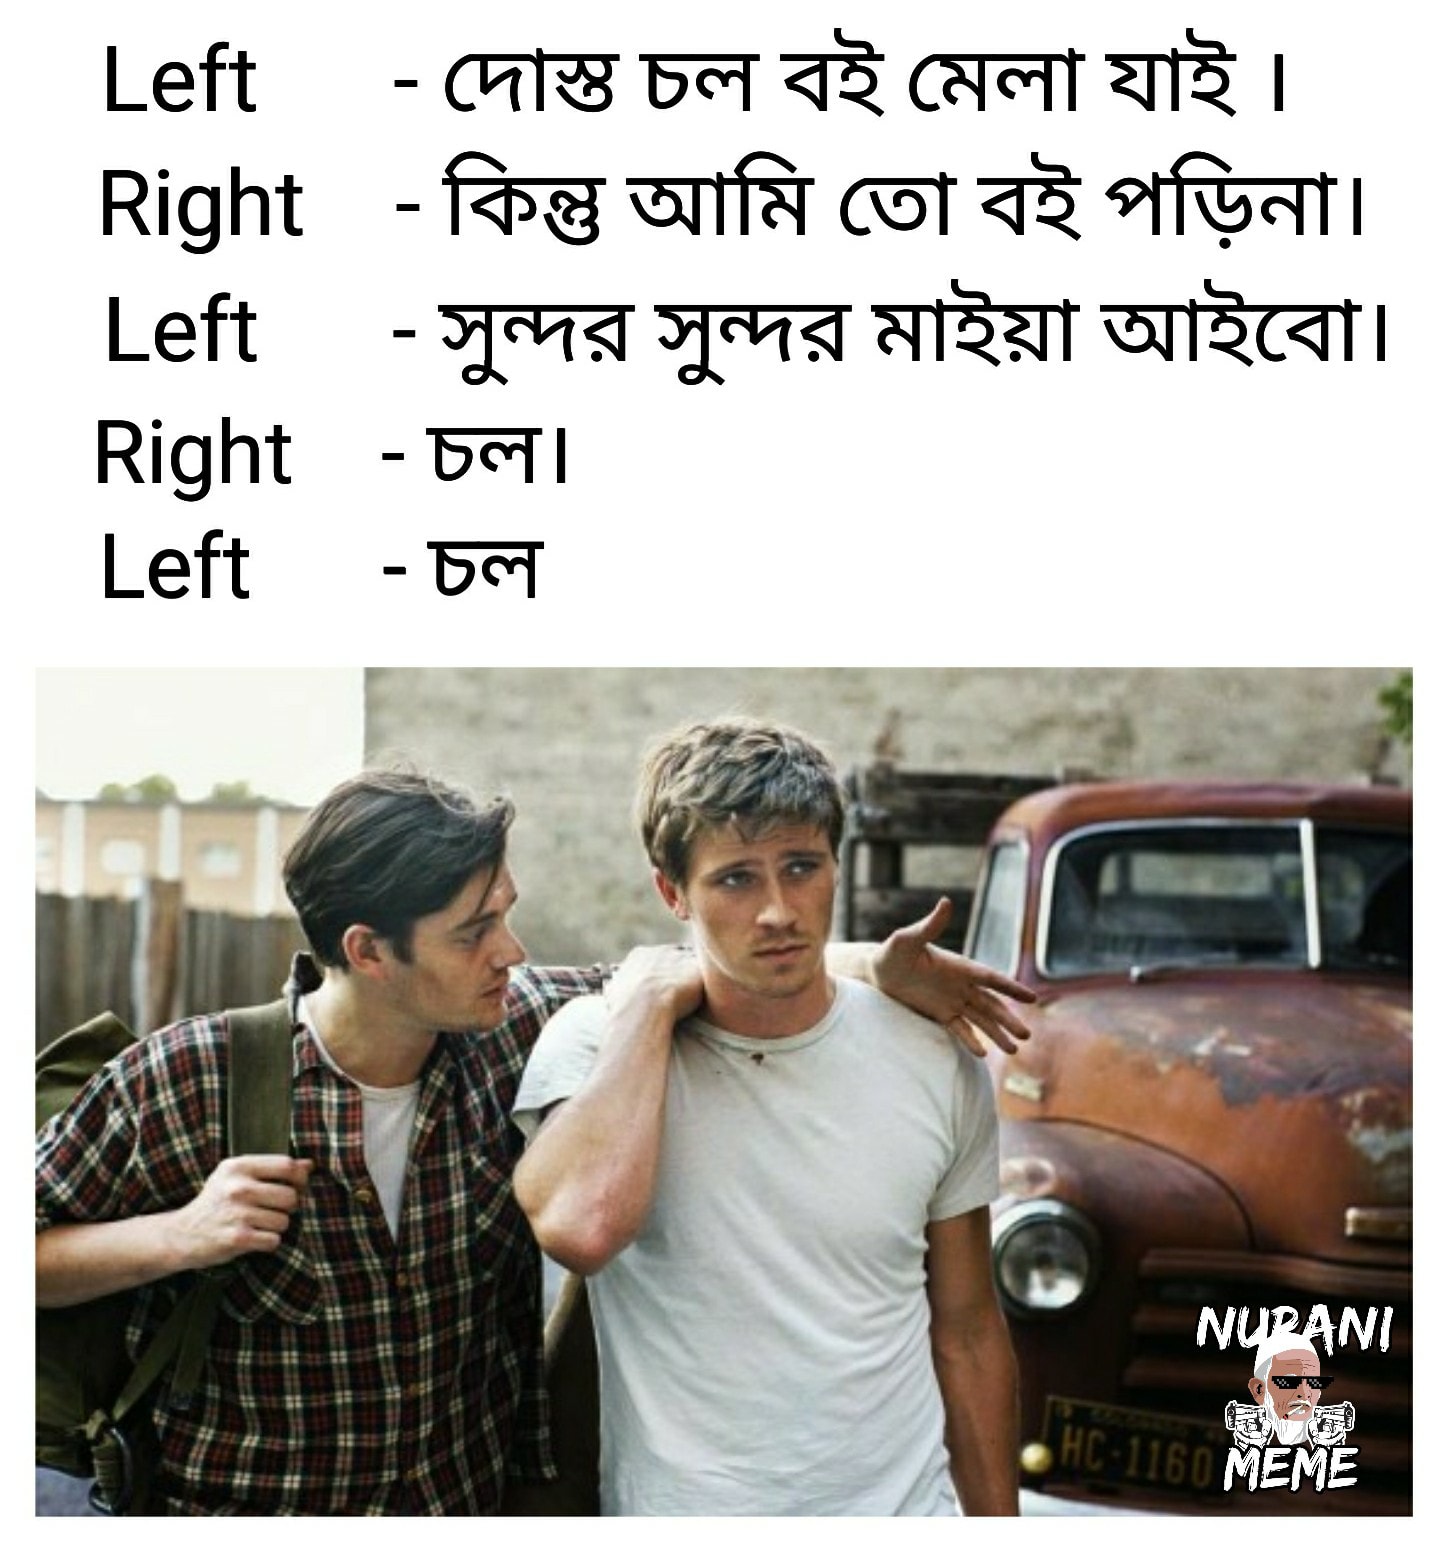 Left - দোস্ত চল বই মেলা যাই ।
Right - কিন্তু আমি তো বই পড়িনা।
Left - সুন্দর সুন্দর মাইয়া আইবো।
Right - চল।
Left - চল
NURANI
MEME
HC-1160